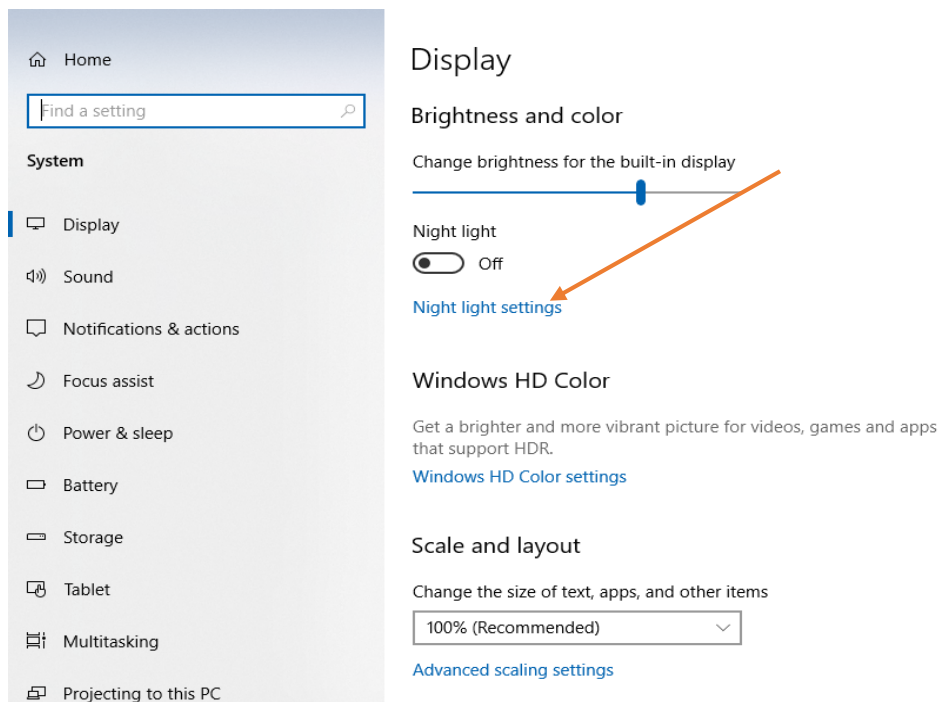 Home
Find a setting
System
Display
Sound
Notifications & actions
Focus assist
Power & sleep
Battery
Storage
Tablet
Multitasking
Projecting to this PC
Display
Brightness and color
Change brightness for the built-in display
Night light
Off
Night light settings
Windows HD Color
Get a brighter and more vibrant picture for videos, games and apps
that support HDR.
Windows HD Color settings
Scale and layout
Change the size of text, apps, and other items
100% (Recommended)
Advanced scaling settings